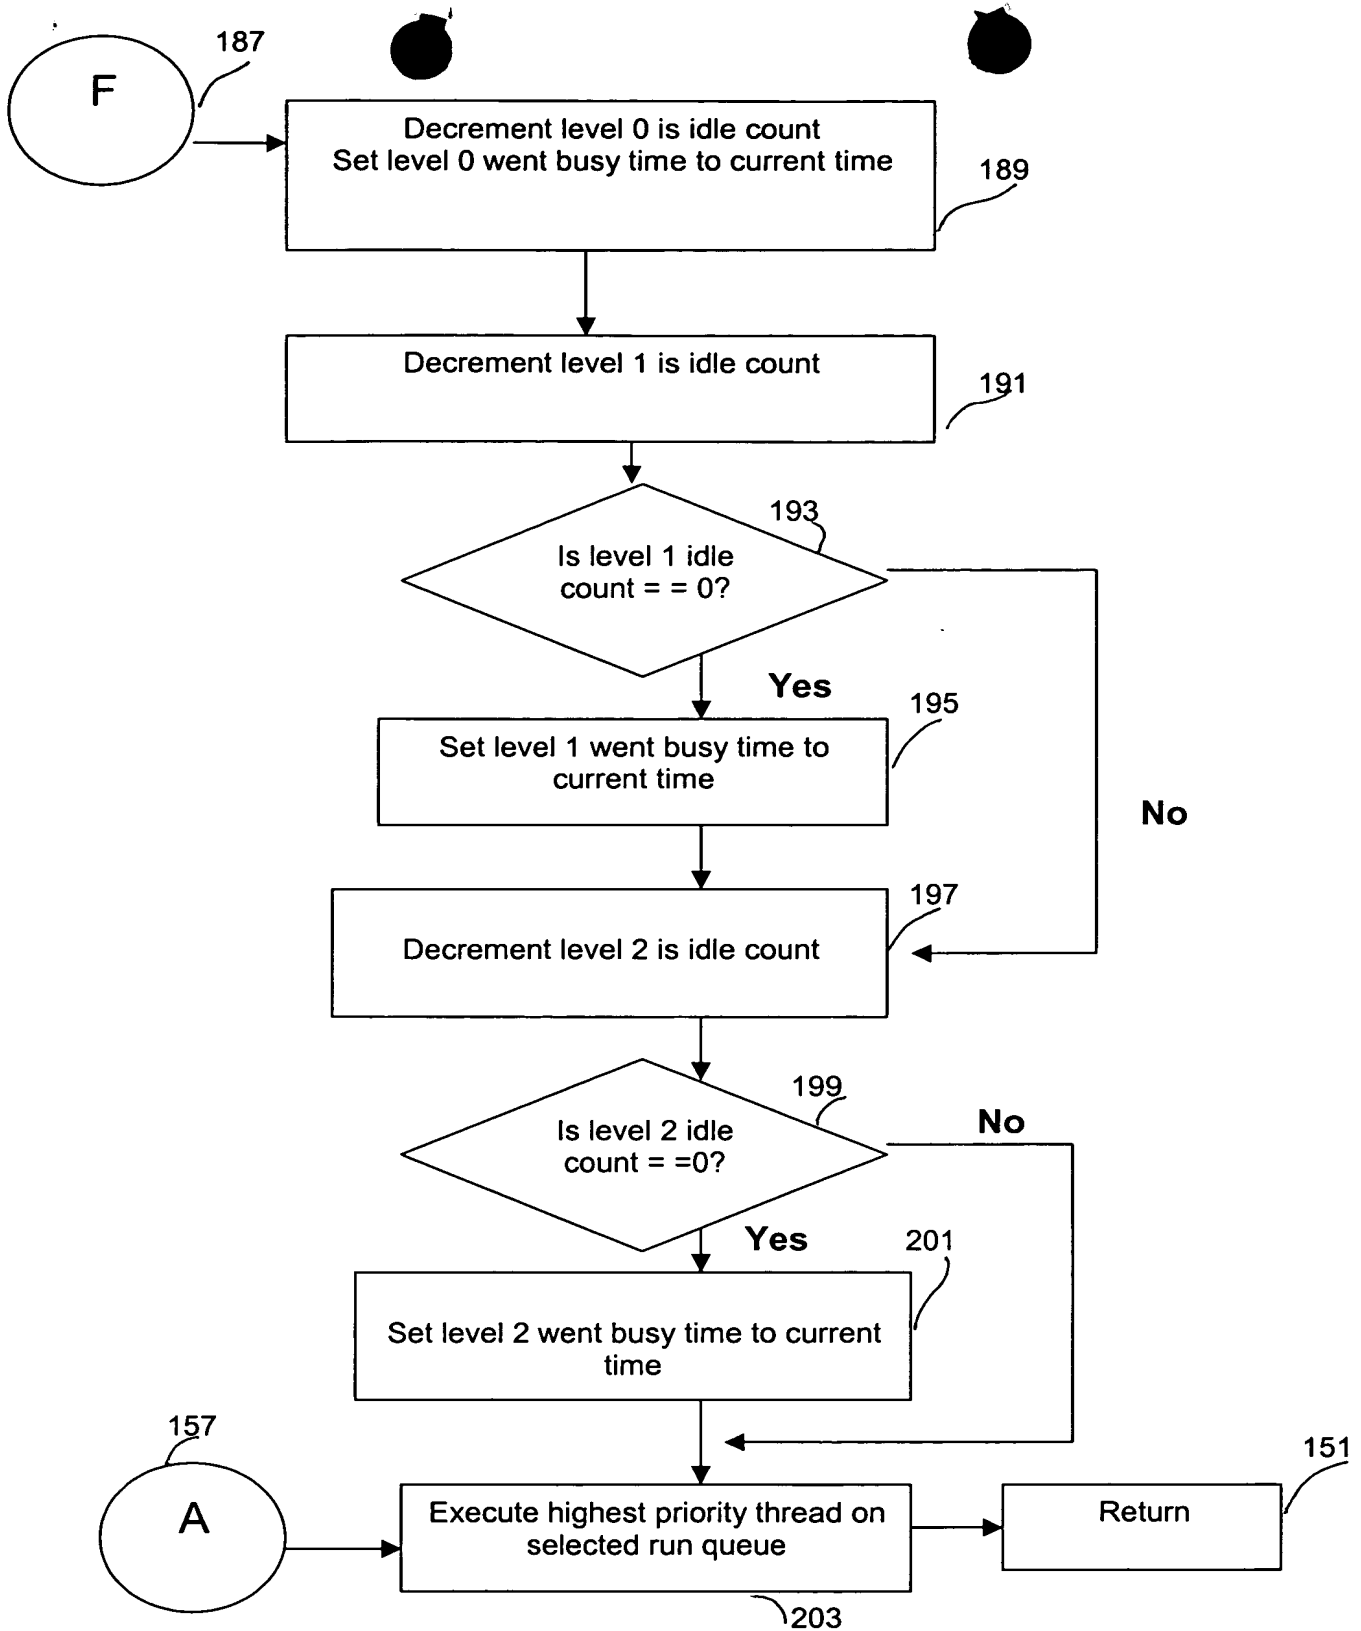 187
F
Decrement level 0 is idle count
Set level 0 went busy time to current time
189
Decrement level 1 is idle count
191
193
Is level 1 idle
count = = 0?
Yes
195
Set level 1 went busy time to
current time
No
197
Decrement level 2 is idle count
199
No
Is level 2 idle
count = =0?
Yes
201
Set level 2 went busy time to current
time
157
A
151
Execute highest priority thread on
selected run queue
Return
203